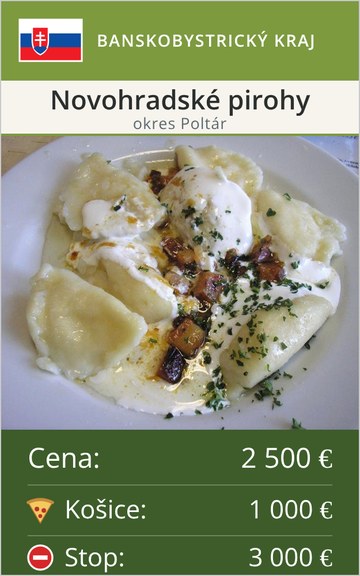 BANSKOBYSTRICKÝ KRAJ
Novohradské pirohy
okres Poltár
Cena: 2 500 €
Košice: 1 000 €
Stop: 3 000 €